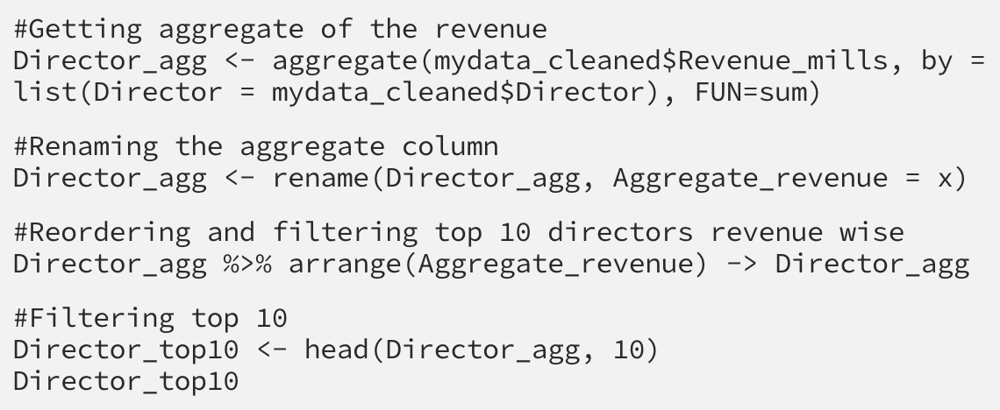 #Getting aggregate of the revenue
Director_agg <- aggregate(mydata_cleaned$Revenue_mills, by =
list(Director = mydata_cleaned$Director), FUN=sum)
#Renaming the aggregate column
Director_agg <- rename(Director_agg, Aggregate_revenue = x)
#Reordering and filtering top 10 directors revenue wise
Director_agg %>% arrange(Aggregate_revenue) -> Director_agg
#Filtering top 10
Director_top10 <- head(Director_agg, 10)
Director_top10